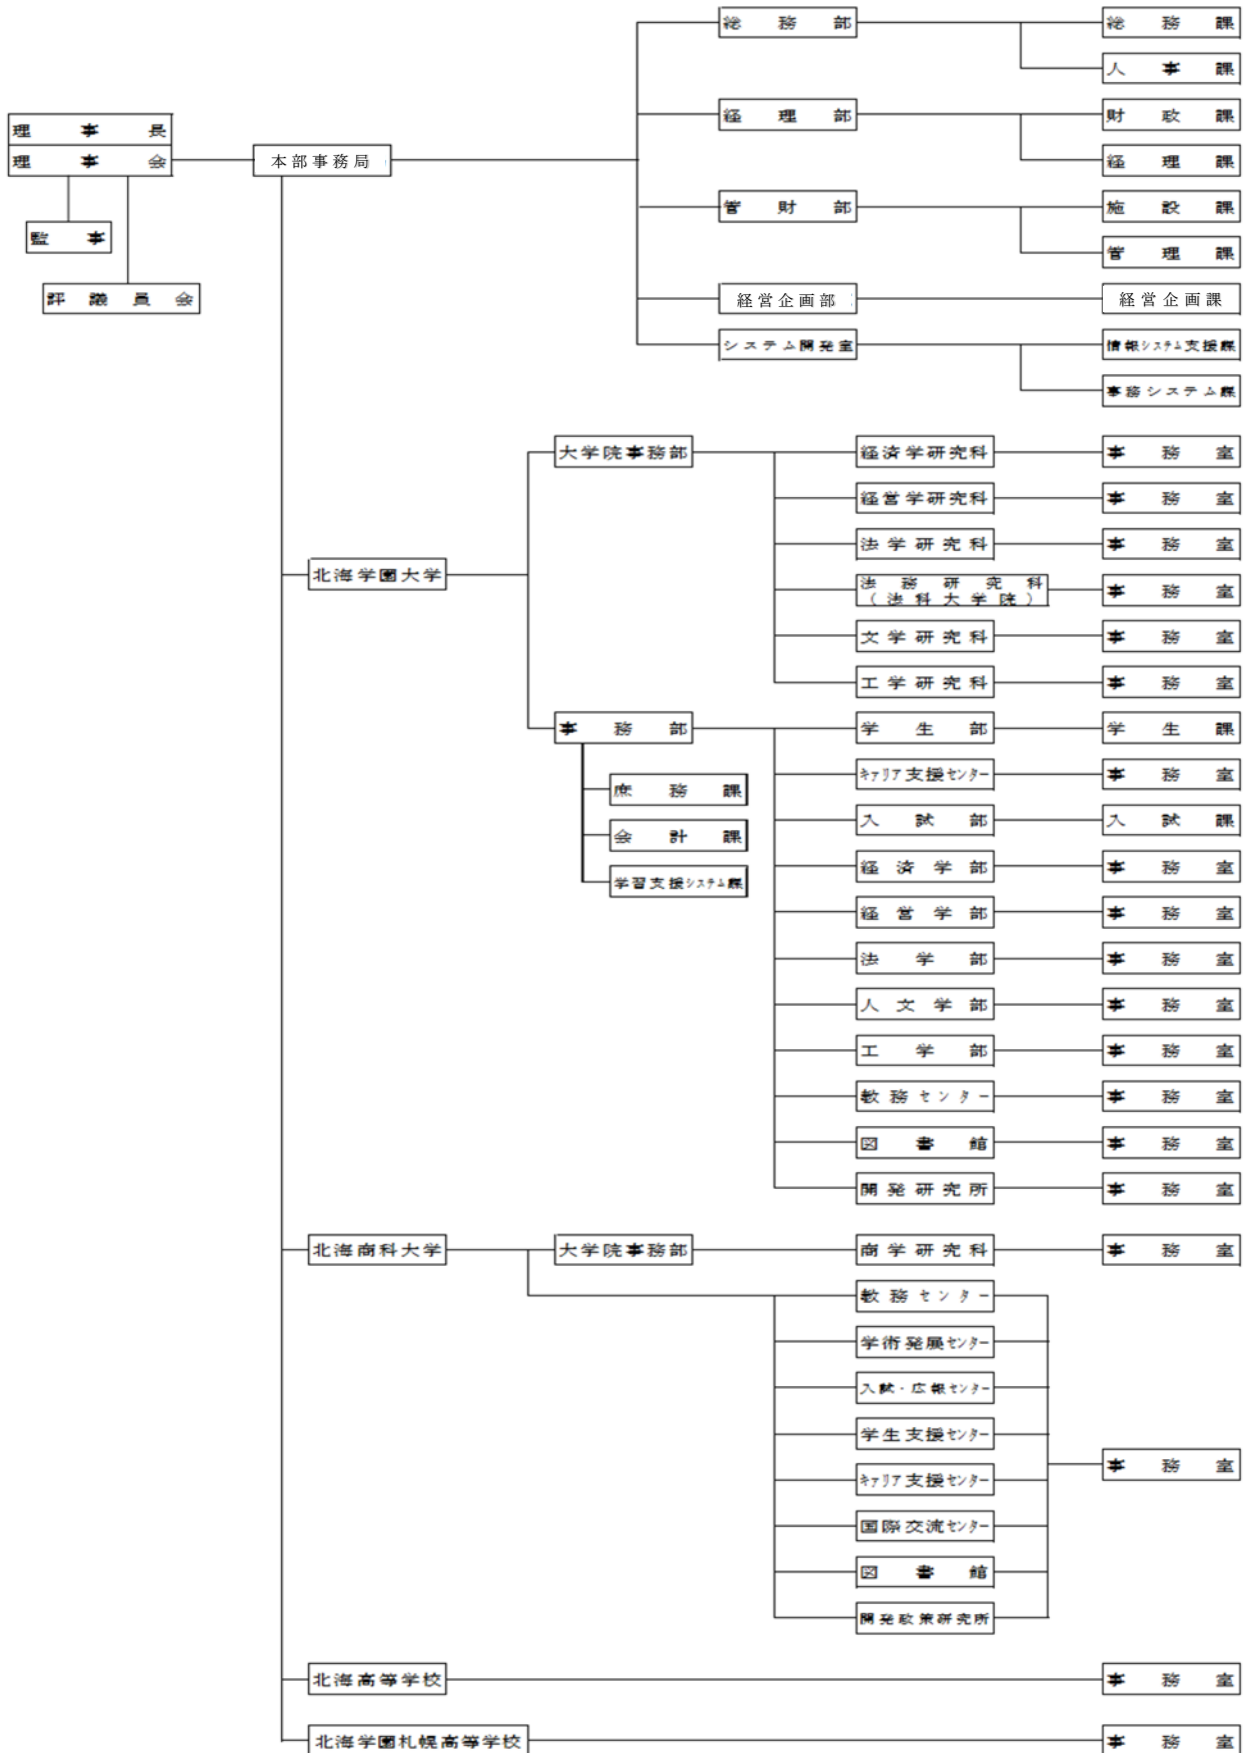 総務部
総務課
人事課
理事長
理事会
本部事務局
監事
評議員会
経理部
財政課
経理課
管財部
施設課
管理課
経営企画部
経営企画課
システム開発室
情報システム支援課
事務システム課
北海学園大学
大学院事務部
経済学研究科
事務室
経営学研究科
事務室
法学研究科
事務室
法務研究科
（法科大学院）
事務室
文学研究科
事務室
工学研究科
事務室
事務部
庶務課
会計課
学習支援システム課
学生部
学生課
キャリア支援センター
事務室
入試部
入試課
経済学部
事務室
経営学部
事務室
法学部
事務室
人文学部
事務室
工学部
事務室
教務センター
事務室
図書館
事務室
開発研究所
事務室
北海商科大学
大学院事務部
商学研究科
事務室
教務センター
学術発展センター
入試・広報センター
学生支援センター
キャリア支援センター
国際交流センター
図書館
開発政策研究所
事務室
北海高等学校
事務室
北海学園札幌高等学校
事務室